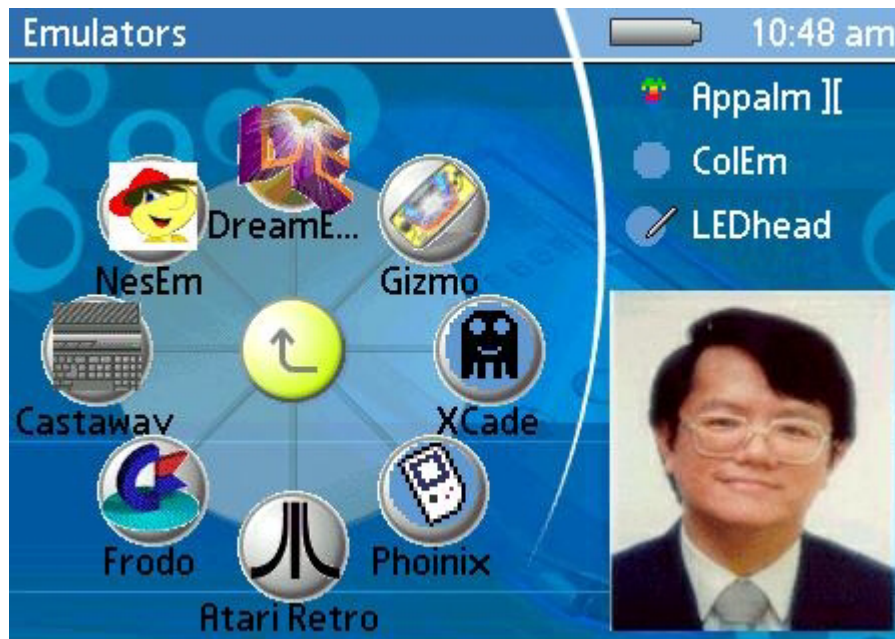 Emulators
10:48 am
Appalm ][
ColEm
LEDhead
DreamE...
NesEm
Gizmo
Castaway
XCade
Frodo
Phoinix
Atari Retro